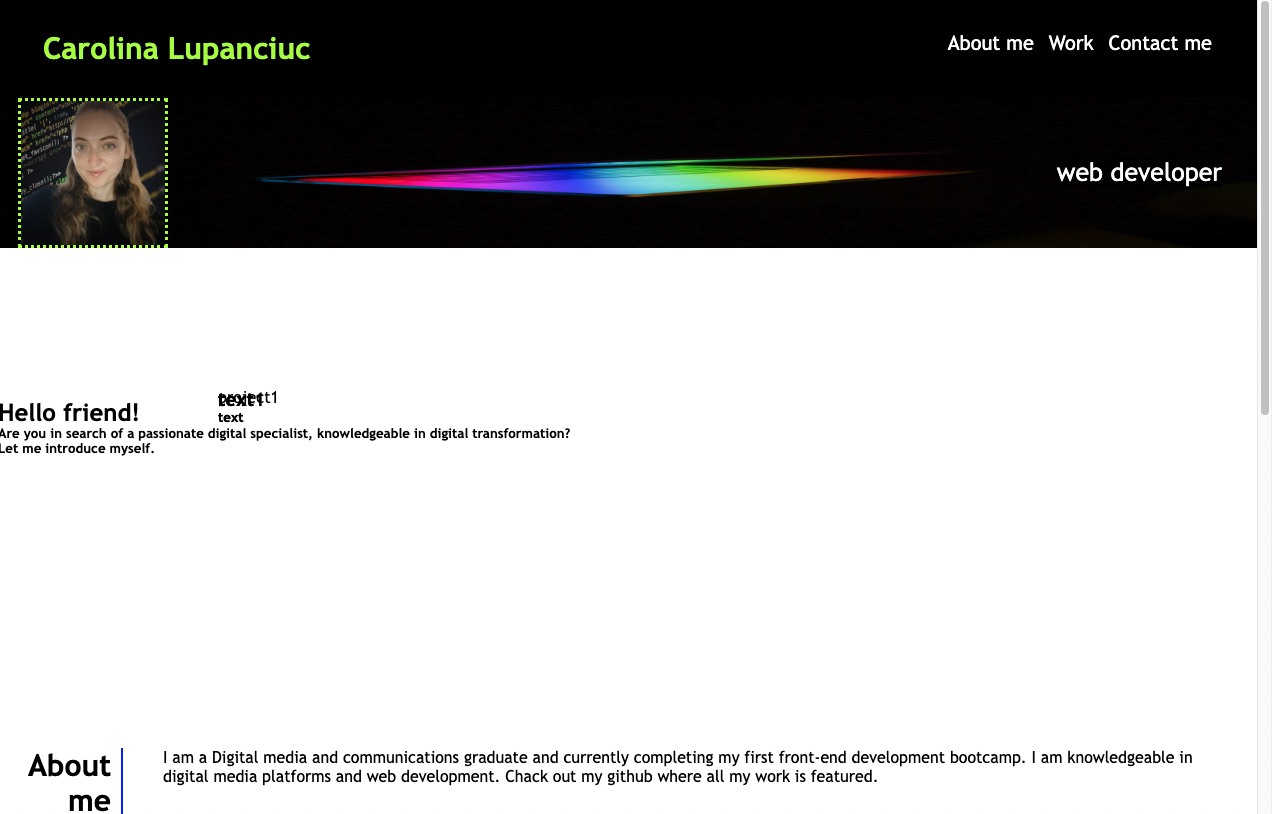 Carolina Lupanciuc
About me Work Contact me
web developer
project1
text1
text
Hello friend!
Are you in search of a passionate digital specialist, knowledgeable in digital transformation?
Let me introduce myself.
About
me
I am a Digital media and communications graduate and currently completing my first front-end development bootcamp. I am knowledgeable in
digital media platforms and web development. Chack out my github where all my work is featured.